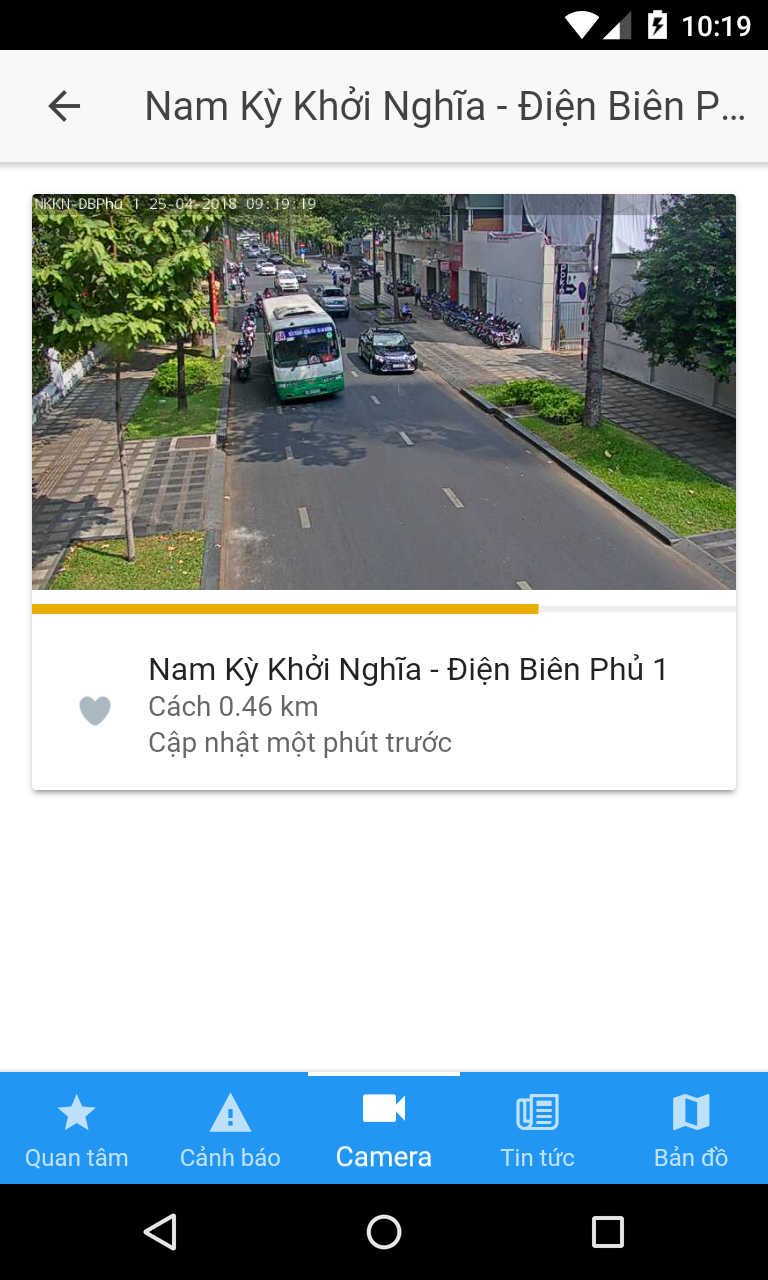 10:19
Nam Kỳ Khởi Nghĩa - Điện Biên P...
NKKN-ĐBPhủ 1 25-04-2018 09:19:19
Nam Kỳ Khởi Nghĩa - Điện Biên Phủ 1
Cách 0.46 km
Cập nhật một phút trước
Quan tâm
Cảnh báo
Camera
Tin tức
Bản đồ